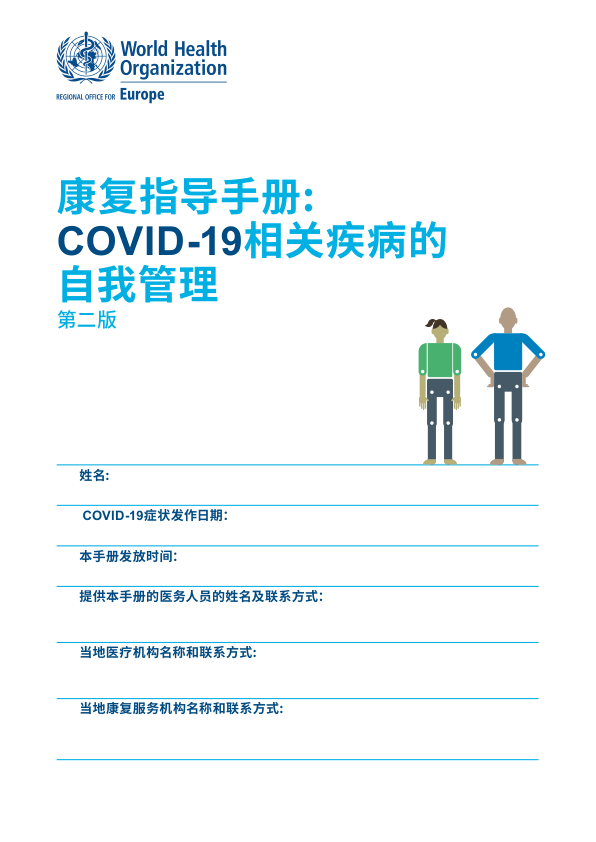 World Health
Organization
REGIONAL OFFICE FOR Europe
康复指导手册:
COVID-19相关疾病的
自我管理
第二版
姓名:
COVID-19症状发作日期:
本手册发放时间:
提供本手册的医务人员的姓名及联系方式:
当地医疗机构名称和联系方式:
当地康复服务机构名称和联系方式: